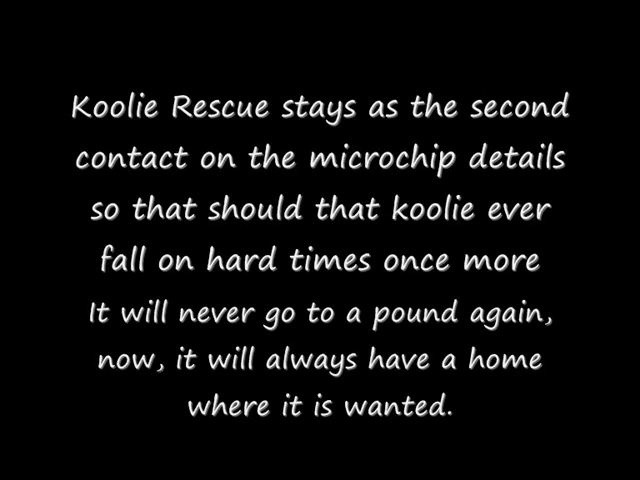 Koolie Rescue stays as the second
contact on the microchip details
so that should that koolie ever
fall on hard times once more
It will never go to a pound again,
now, it will always have a home
where it is wanted.